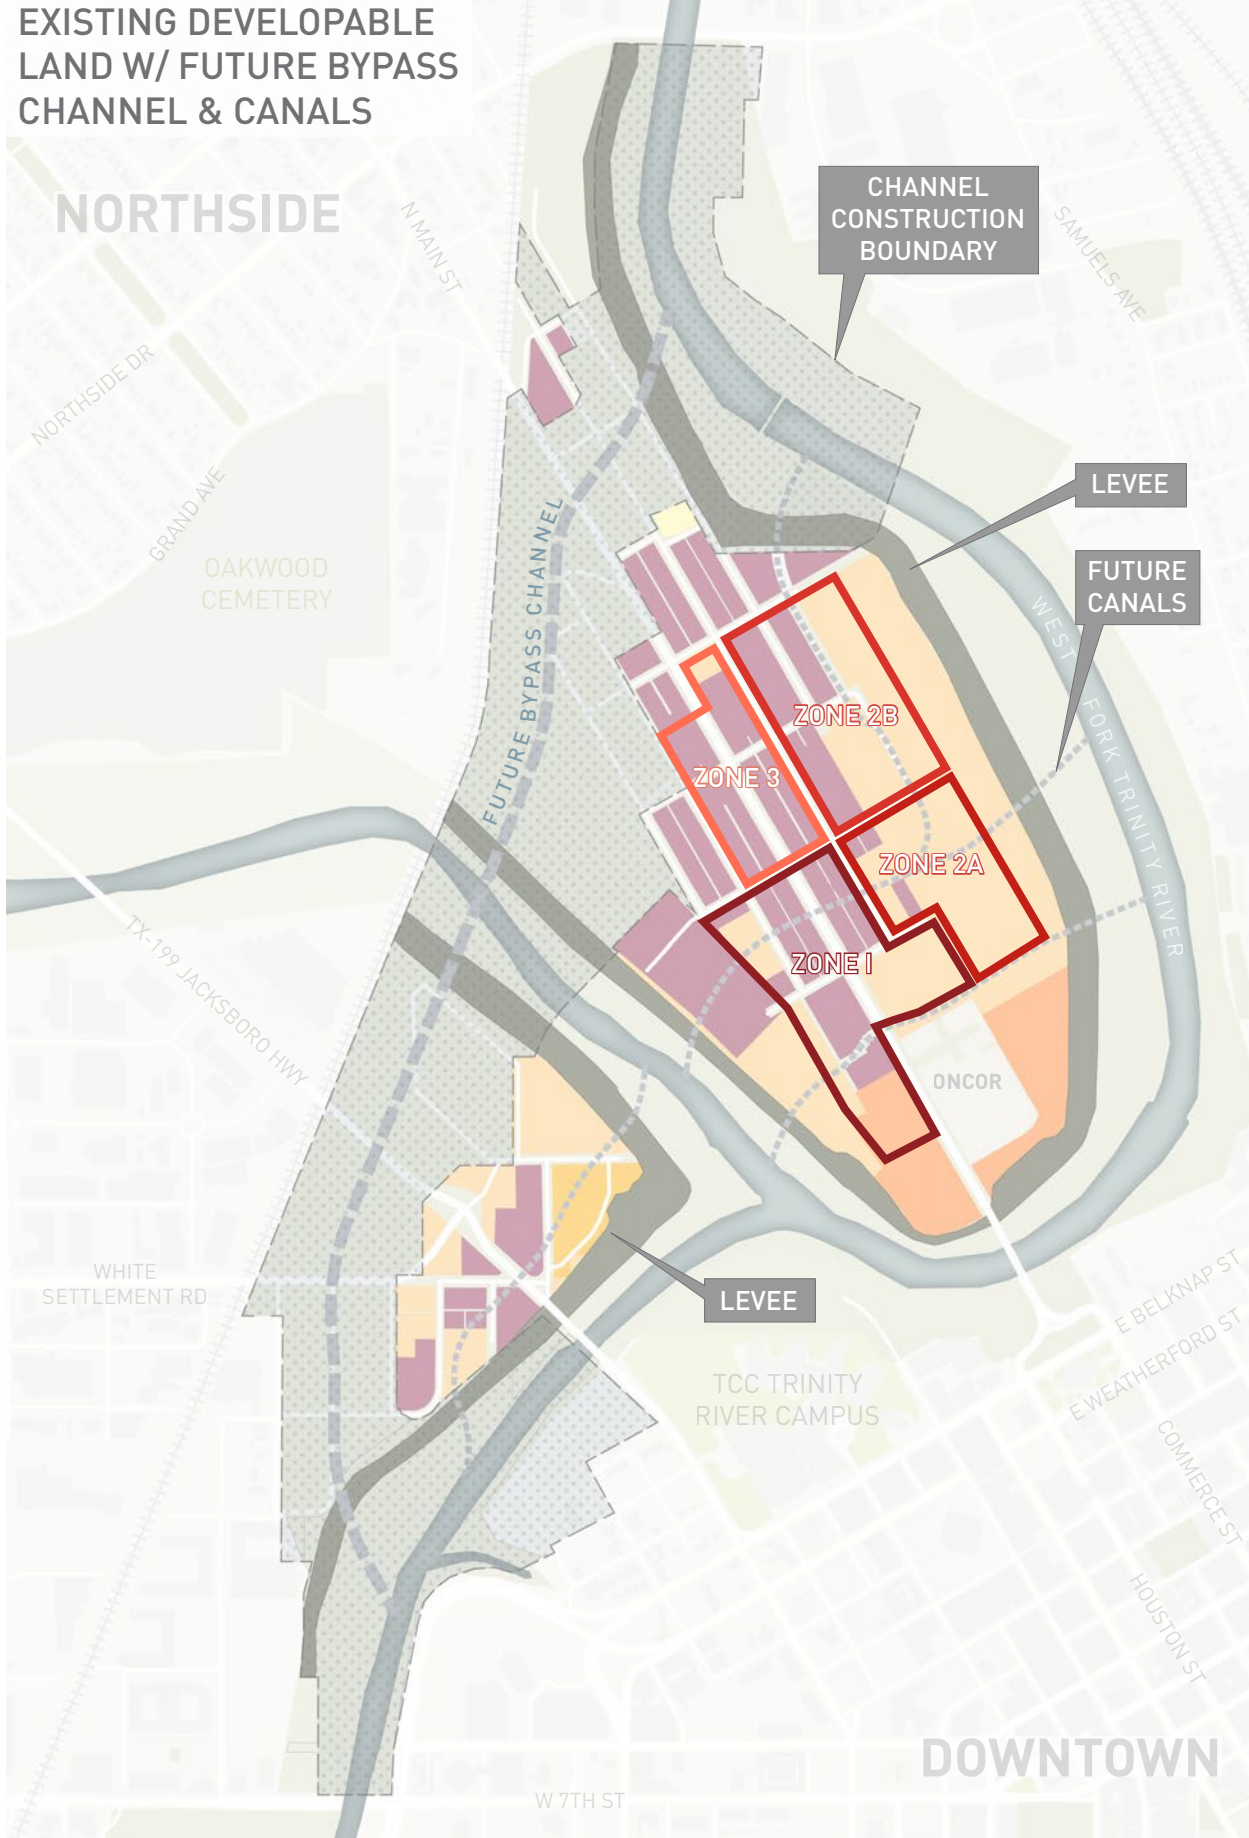 EXISTING DEVELOPABLE
LAND W/ FUTURE BYPASS
CHANNEL & CANALS
NORTHSIDE
N MAIN ST
CHANNEL
CONSTRUCTION
BOUNDARY
SAMUELS AVE
NORTHSIDE DR
GRAND AVE
LEVEE
OAKWOOD
CEMETERY
FUTURE BYPASS CHANNEL
FUTURE
CANALS
WEST FORK TRINITY RIVER
ZONE 2B
ZONE 3
ZONE 2A
ZONE I
TX-199 JACKSBORO HWY
ONCOR
WHITE
SETTLEMENT RD
LEVEE
E BELKNAP ST
E WEATHERFORD ST
TCC TRINITY
RIVER CAMPUS
COMMERCE ST
HOUSTON ST
DOWNTOWN
W 7TH ST